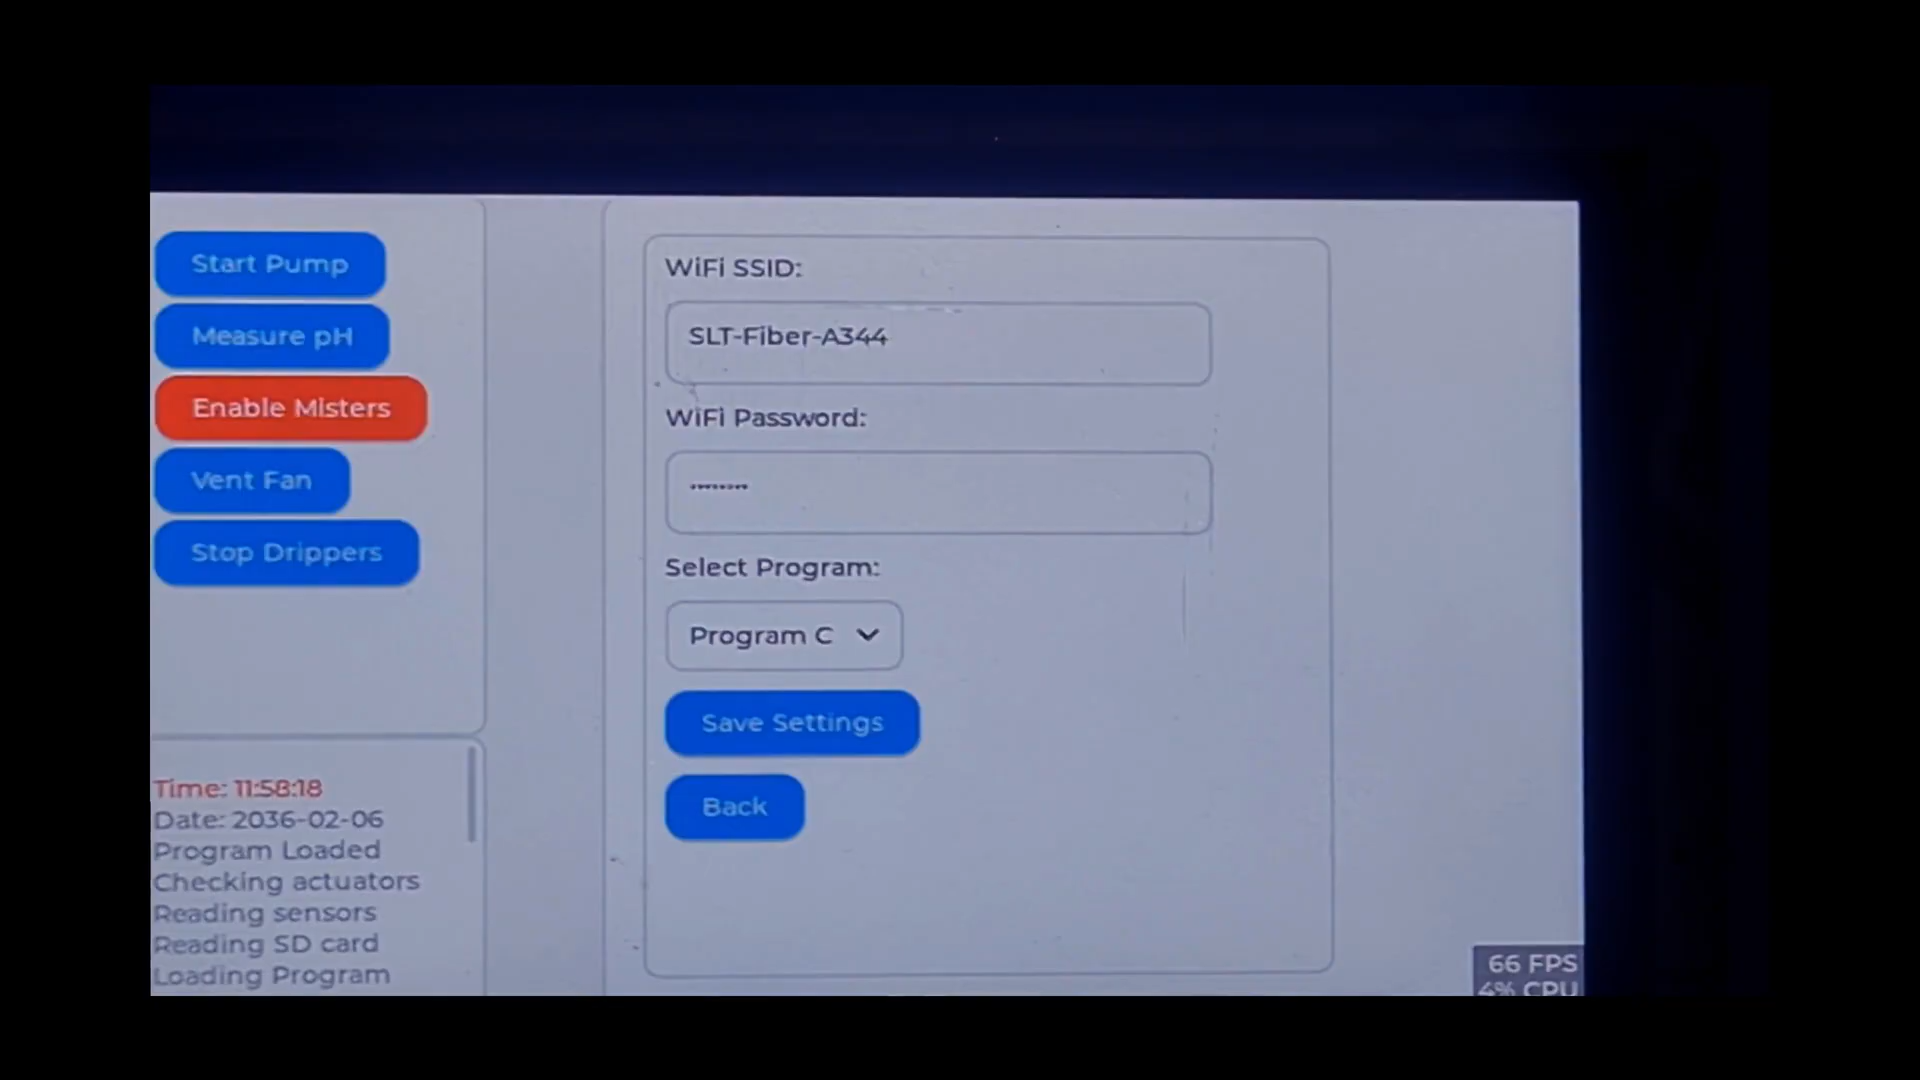 Start Pump
Measure pH
Enable Misters
Vent Fan
Stop Drippers
Time: 11:58:18
Date: 2036-02-06
Program Loaded
Checking actuators
Reading sensors
Reading SD card
Loading Program
WiFi SSID:
SLT-Fiber-A344
WiFi Password:
Select Program:
Program C
Save Settings
Back
66 FPS
4% CPU